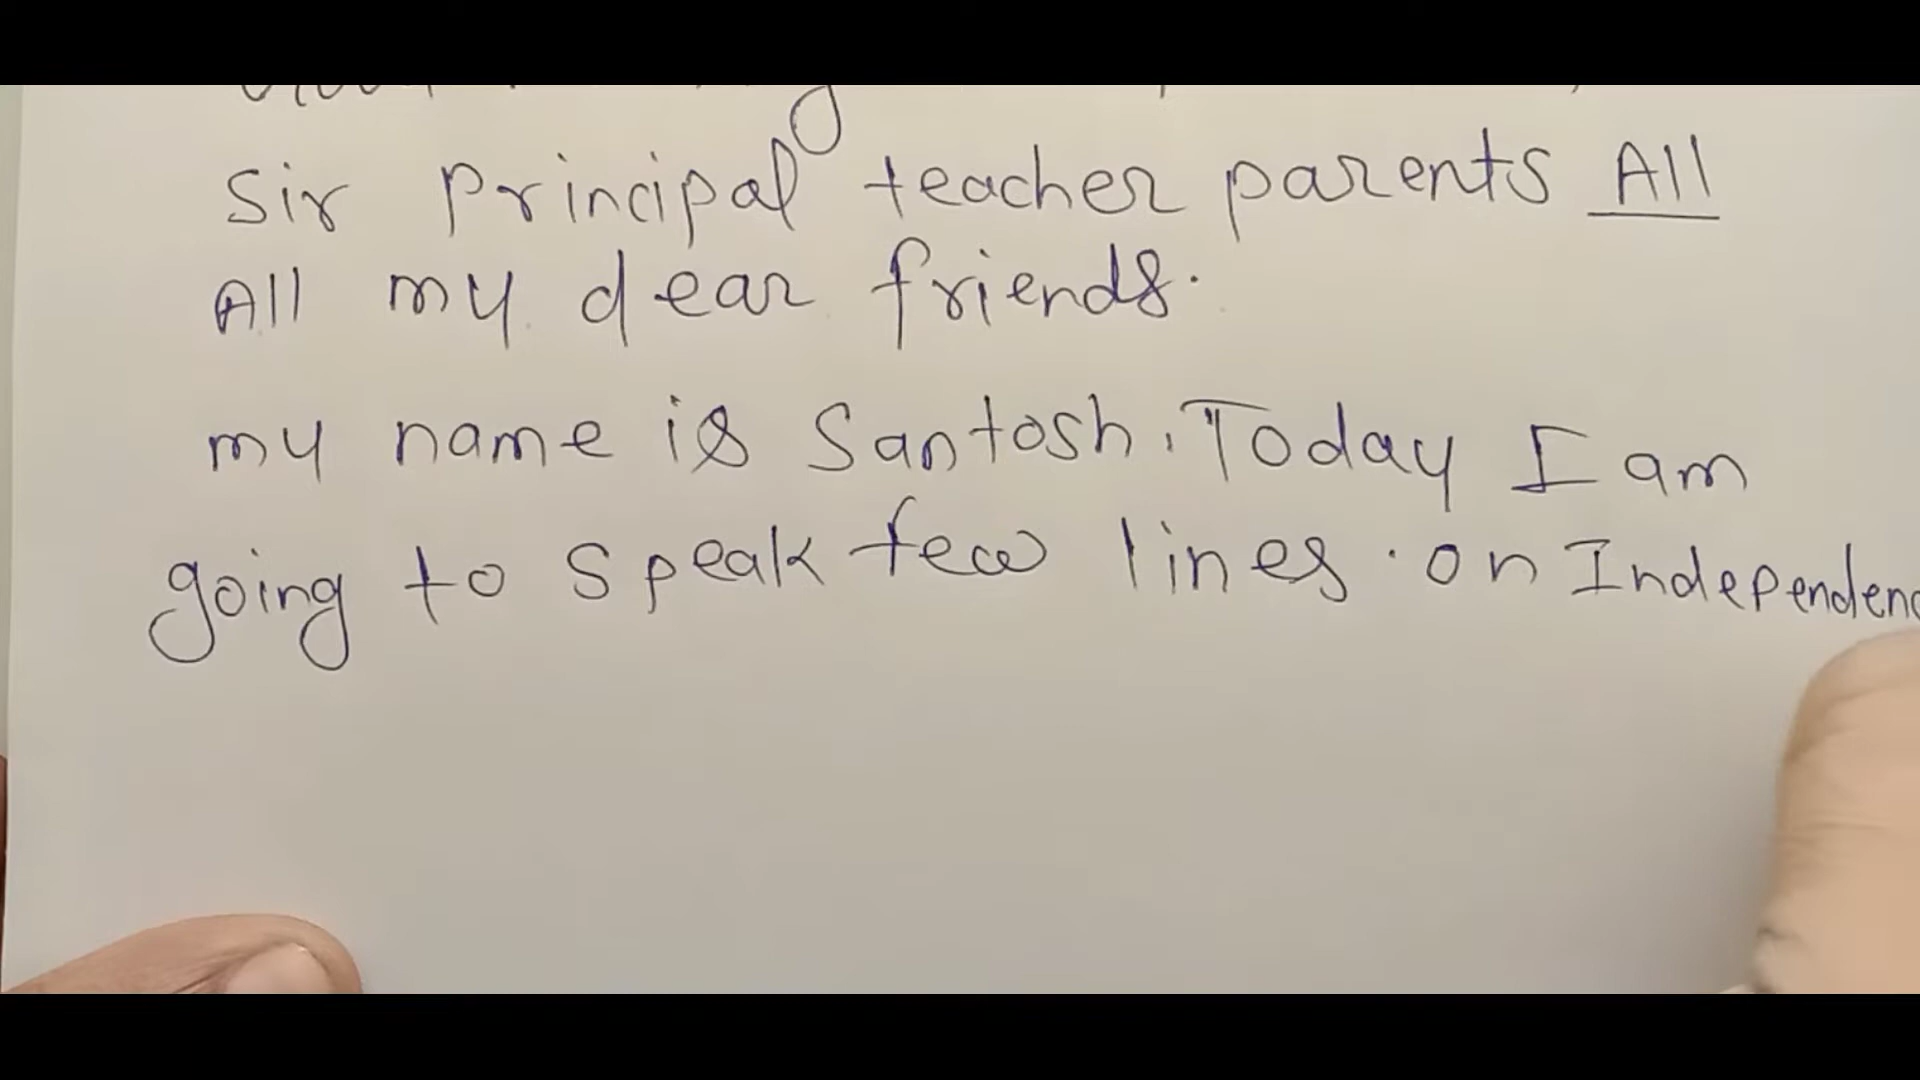 sir principal teacher parents All
All my dear friends.
my name is Santosh. Today I am
going to speak few lines. on Independenc